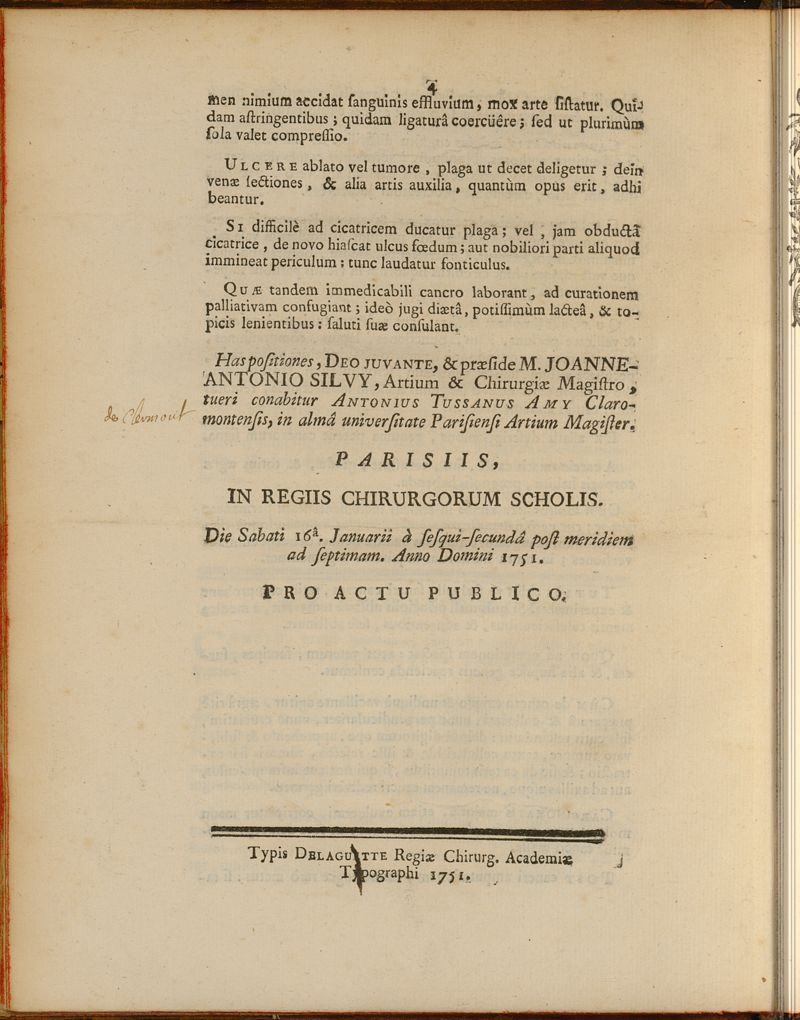 4
men nimium accidat ſanguinis effluvium, mox arte ſiſtatur. Qui-
dam aſtringentibus; quidam ligaturâ coercüêre; ſed ut plurimùm
ſola valet compreſſio.
ULCERE ablato vel tumore, plaga ut decet deligetur; dein
venæ ſectiones, & alia artis auxilia, quantùm opus erit, adhi
beantur.
SI difficilè ad cicatricem ducatur plaga; vel, jam obductâ
cicatrice, de novo hiaſcat ulcus fœdum; aut nobiliori parti aliquod
immineat periculum: tunc laudatur fonticulus.
QUÆ tandem immedicabili cancro laborant, ad curationem
palliativam confugiant; ideò jugi diætâ, potiſſimùm lacteâ, & to-
picis lenientibus: ſaluti ſuæ conſulant.
Has poſitiones, DEO JUVANTE, & præſide M. JOANNE-
ANTONIO SILVY, Artium & Chirurgiæ Magiſtro,
tueri conabitur ANTONIUS TUSSANUS AMY Claro-
de Clermont
montenſis, in almâ univerſitate Pariſienſi Artium Magiſter.
PARISIIS,
IN REGIIS CHIRURGORUM SCHOLIS.
Die Sabati 16â. Januarii à ſeſqui-ſecundâ poſt meridiem
ad ſeptimam. Anno Domini 1751.
PRO ACTU PUBLICO.
Typis DELAGUETTE Regiæ Chirurg. Academiæ
Typographi 1751.